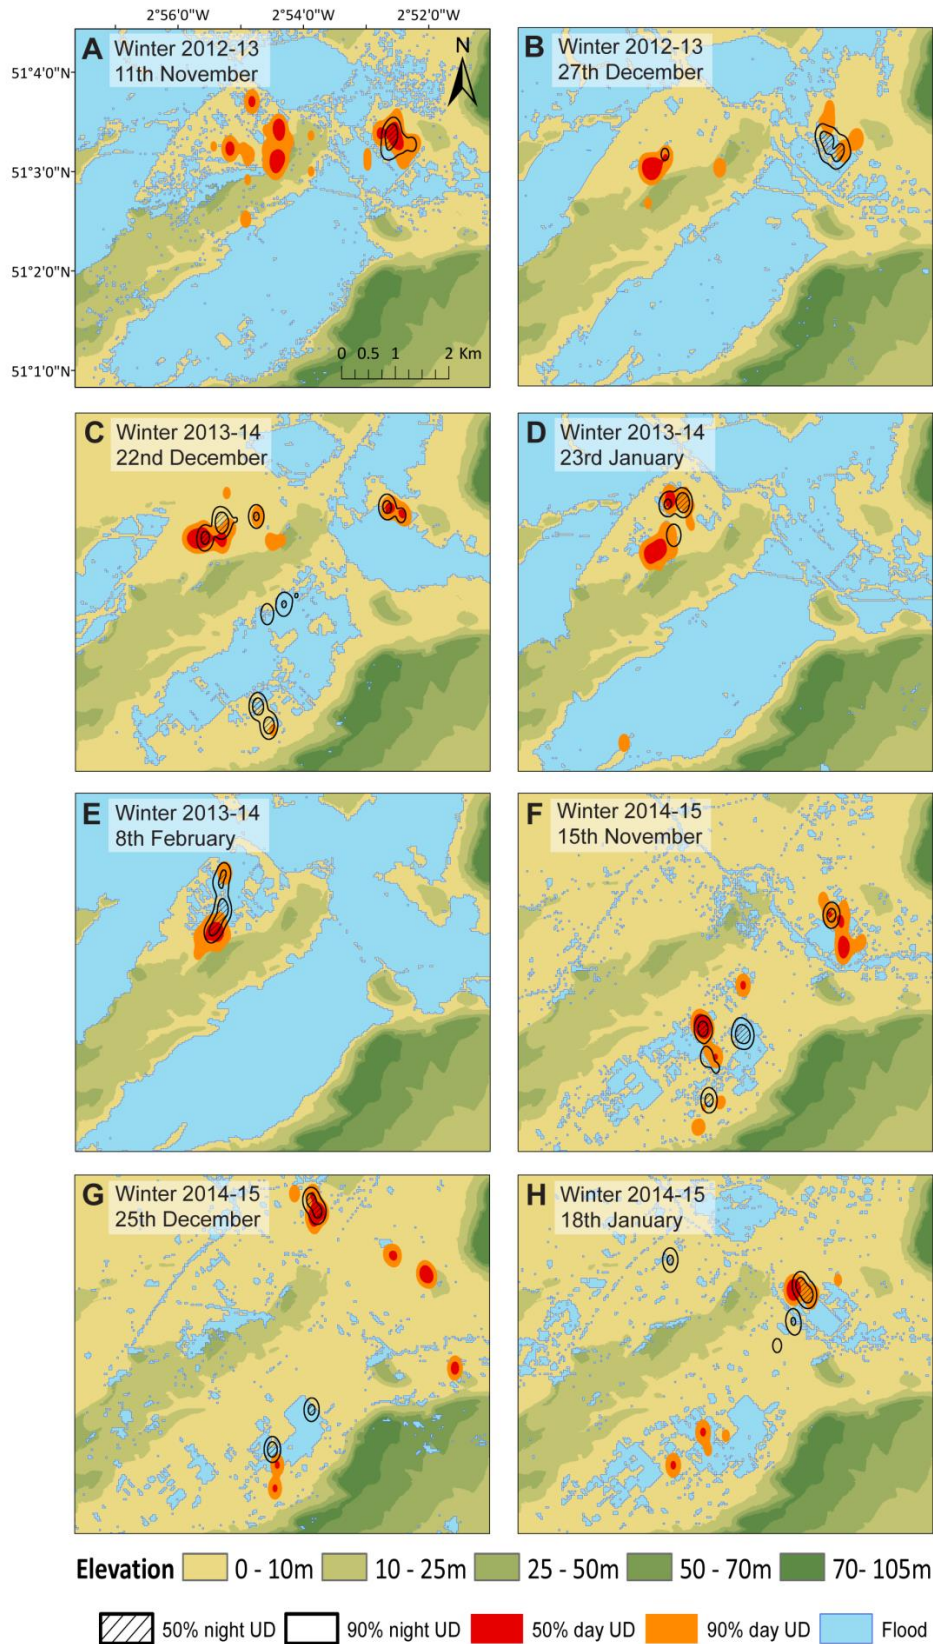 2°56'0"W 2°54'0"W 2°52'0"W
A Winter 2012-13
11th November
N
51°4'0"N
51°3'0"N
51°2'0"N
51°1'0"N
0 0.5 1 2 Km
B Winter 2012-13
27th December
C Winter 2013-14
22nd December
D Winter 2013-14
23rd January
E Winter 2013-14
8th February
F Winter 2014-15
15th November
G Winter 2014-15
25th December
H Winter 2014-15
18th January
Elevation 0 - 10m 10 - 25m 25 - 50m 50 - 70m 70- 105m
50% night UD 90% night UD 50% day UD 90% day UD Flood